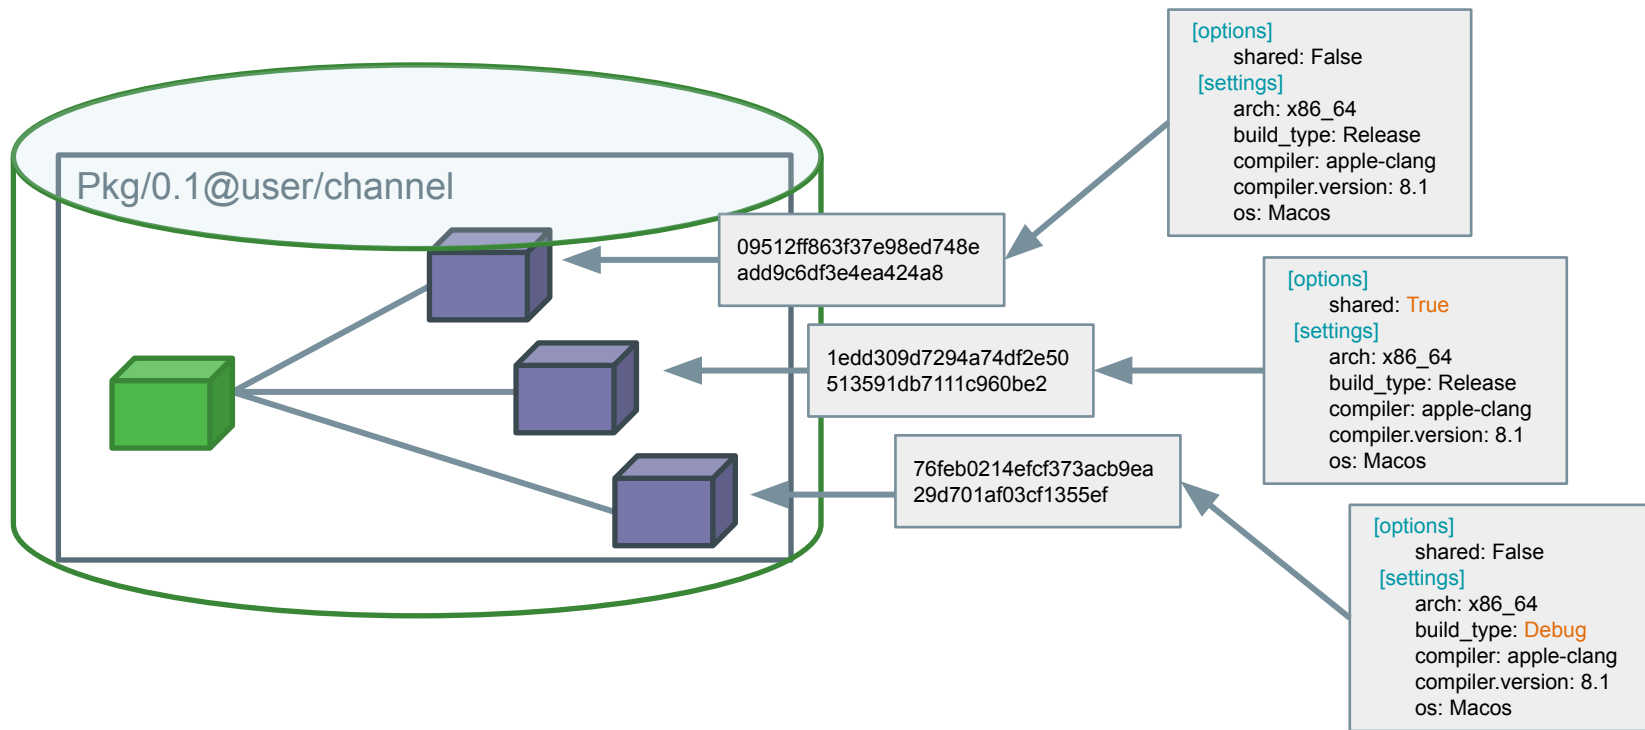 Pkg/0.1@user/channel
09512ff863f37e98ed748e
add9c6df3e4ea424a8
[options]
shared: False
[settings]
arch: x86_64
build_type: Release
compiler: apple-clang
compiler.version: 8.1
os: Macos
1edd309d7294a74df2e50
513591db7111c960be2
[options]
shared: True
[settings]
arch: x86_64
build_type: Release
compiler: apple-clang
compiler.version: 8.1
os: Macos
76feb0214efcf373acb9ea
29d701af03cf1355ef
[options]
shared: False
[settings]
arch: x86_64
build_type: Debug
compiler: apple-clang
compiler.version: 8.1
os: Macos